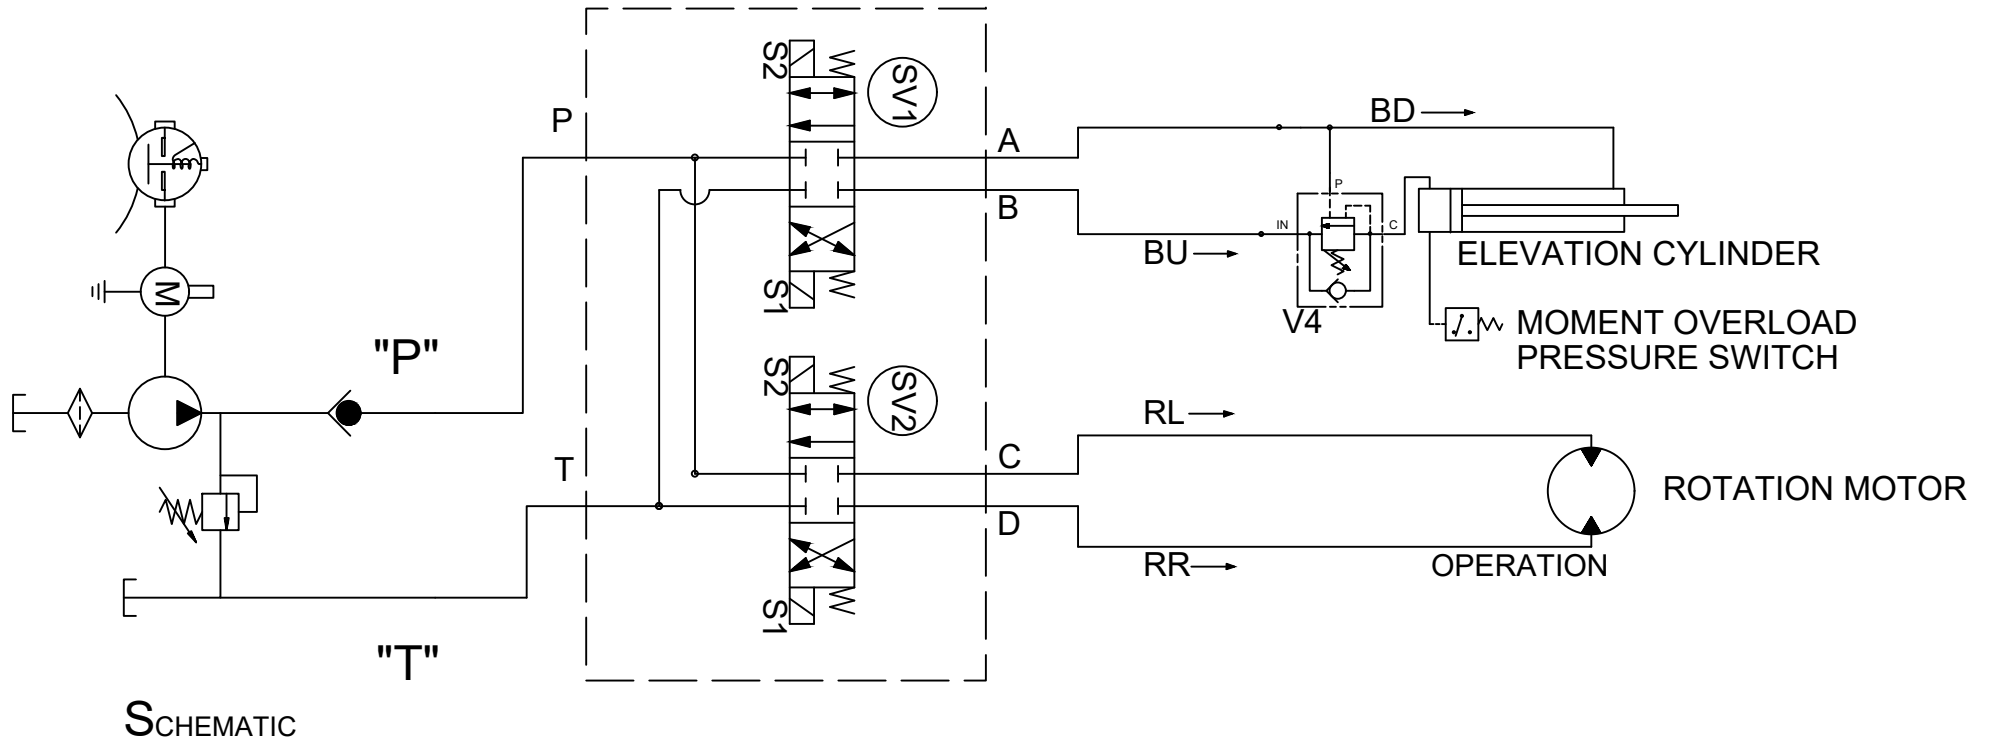 S2
SV1
P
A
BD
P
B
IN
C
BU
ELEVATION CYLINDER
M
S1
V4
MOMENT OVERLOAD
PRESSURE SWITCH
"P"
S2
SV2
RL
T
C
ROTATION MOTOR
D
RR
OPERATION
S1
"T"
SCHEMATIC